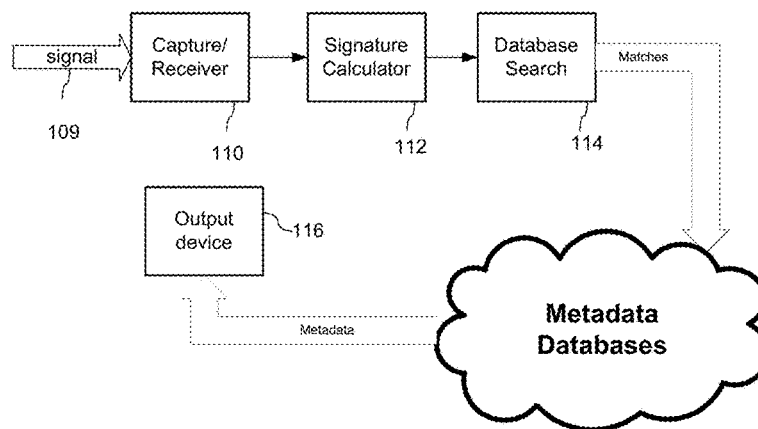 signal
109
Capture/
Receiver
110
Signature
Calculator
112
Database
Search
114
Matches
Output
device
116
Metadata
Metadata
Databases